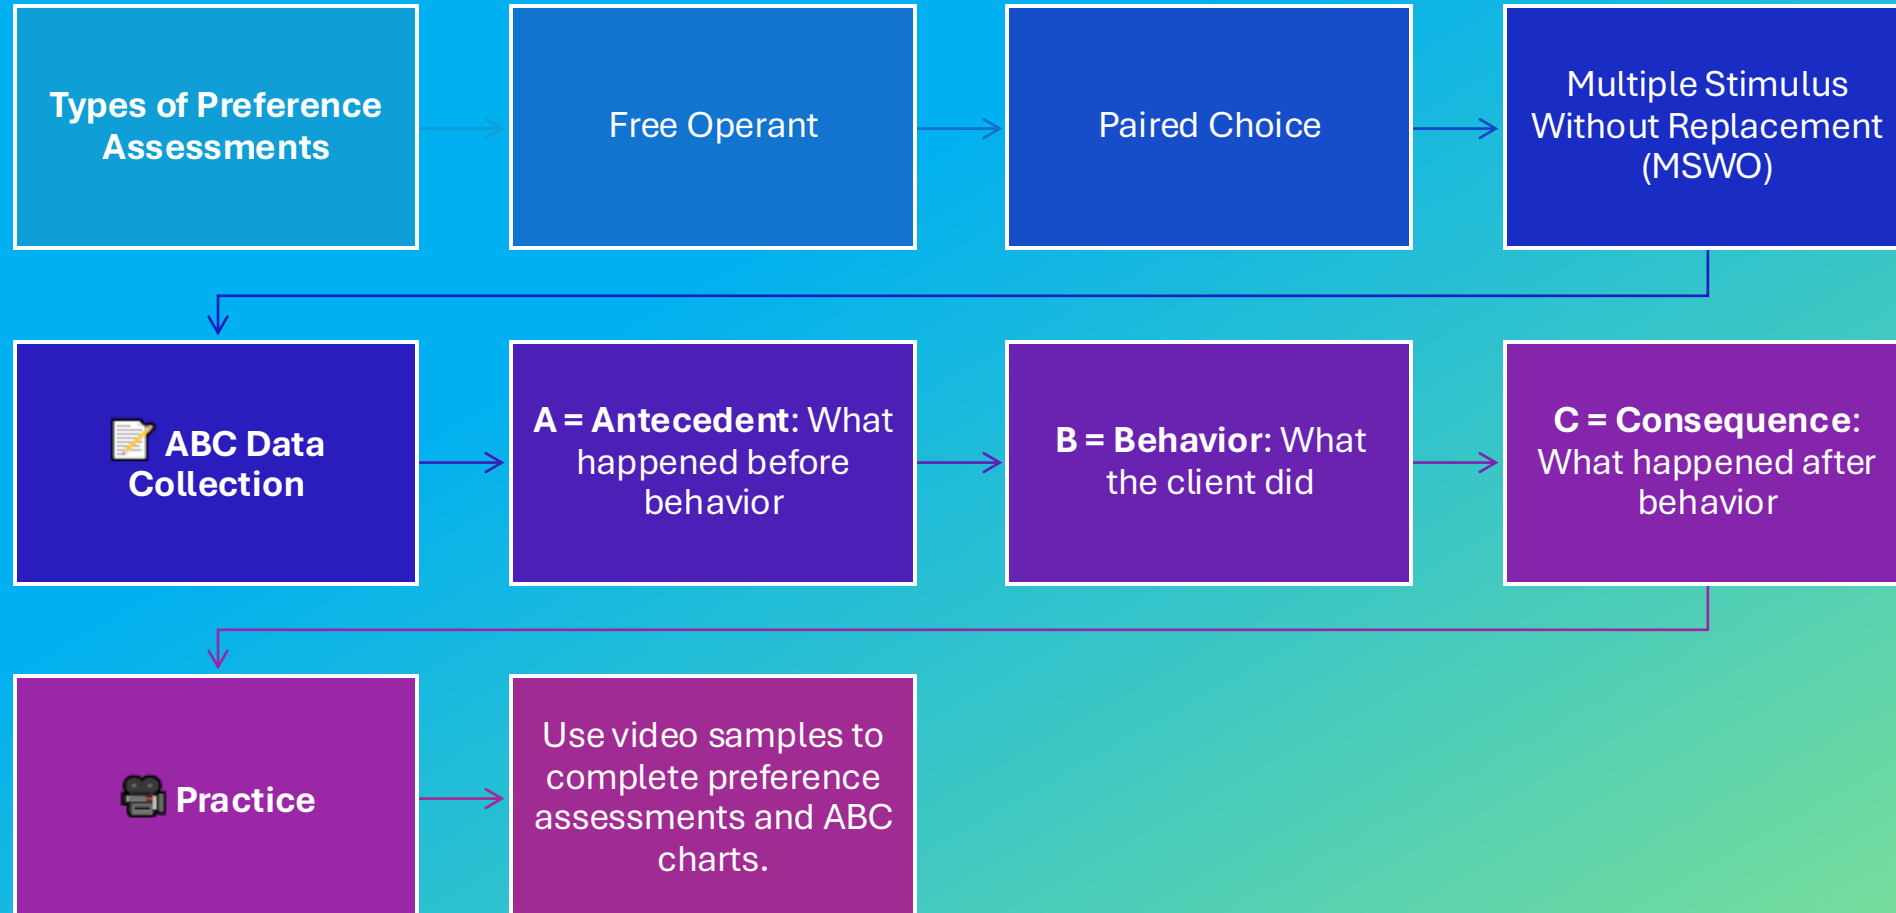 Types of Preference
Assessments
Free Operant
Paired Choice
Multiple Stimulus
Without Replacement
(MSWO)
📝 ABC Data
Collection
A = Antecedent: What
happened before
behavior
B = Behavior: What
the client did
C = Consequence:
What happened after
behavior
🎥 Practice
Use video samples to
complete preference
assessments and ABC
charts.